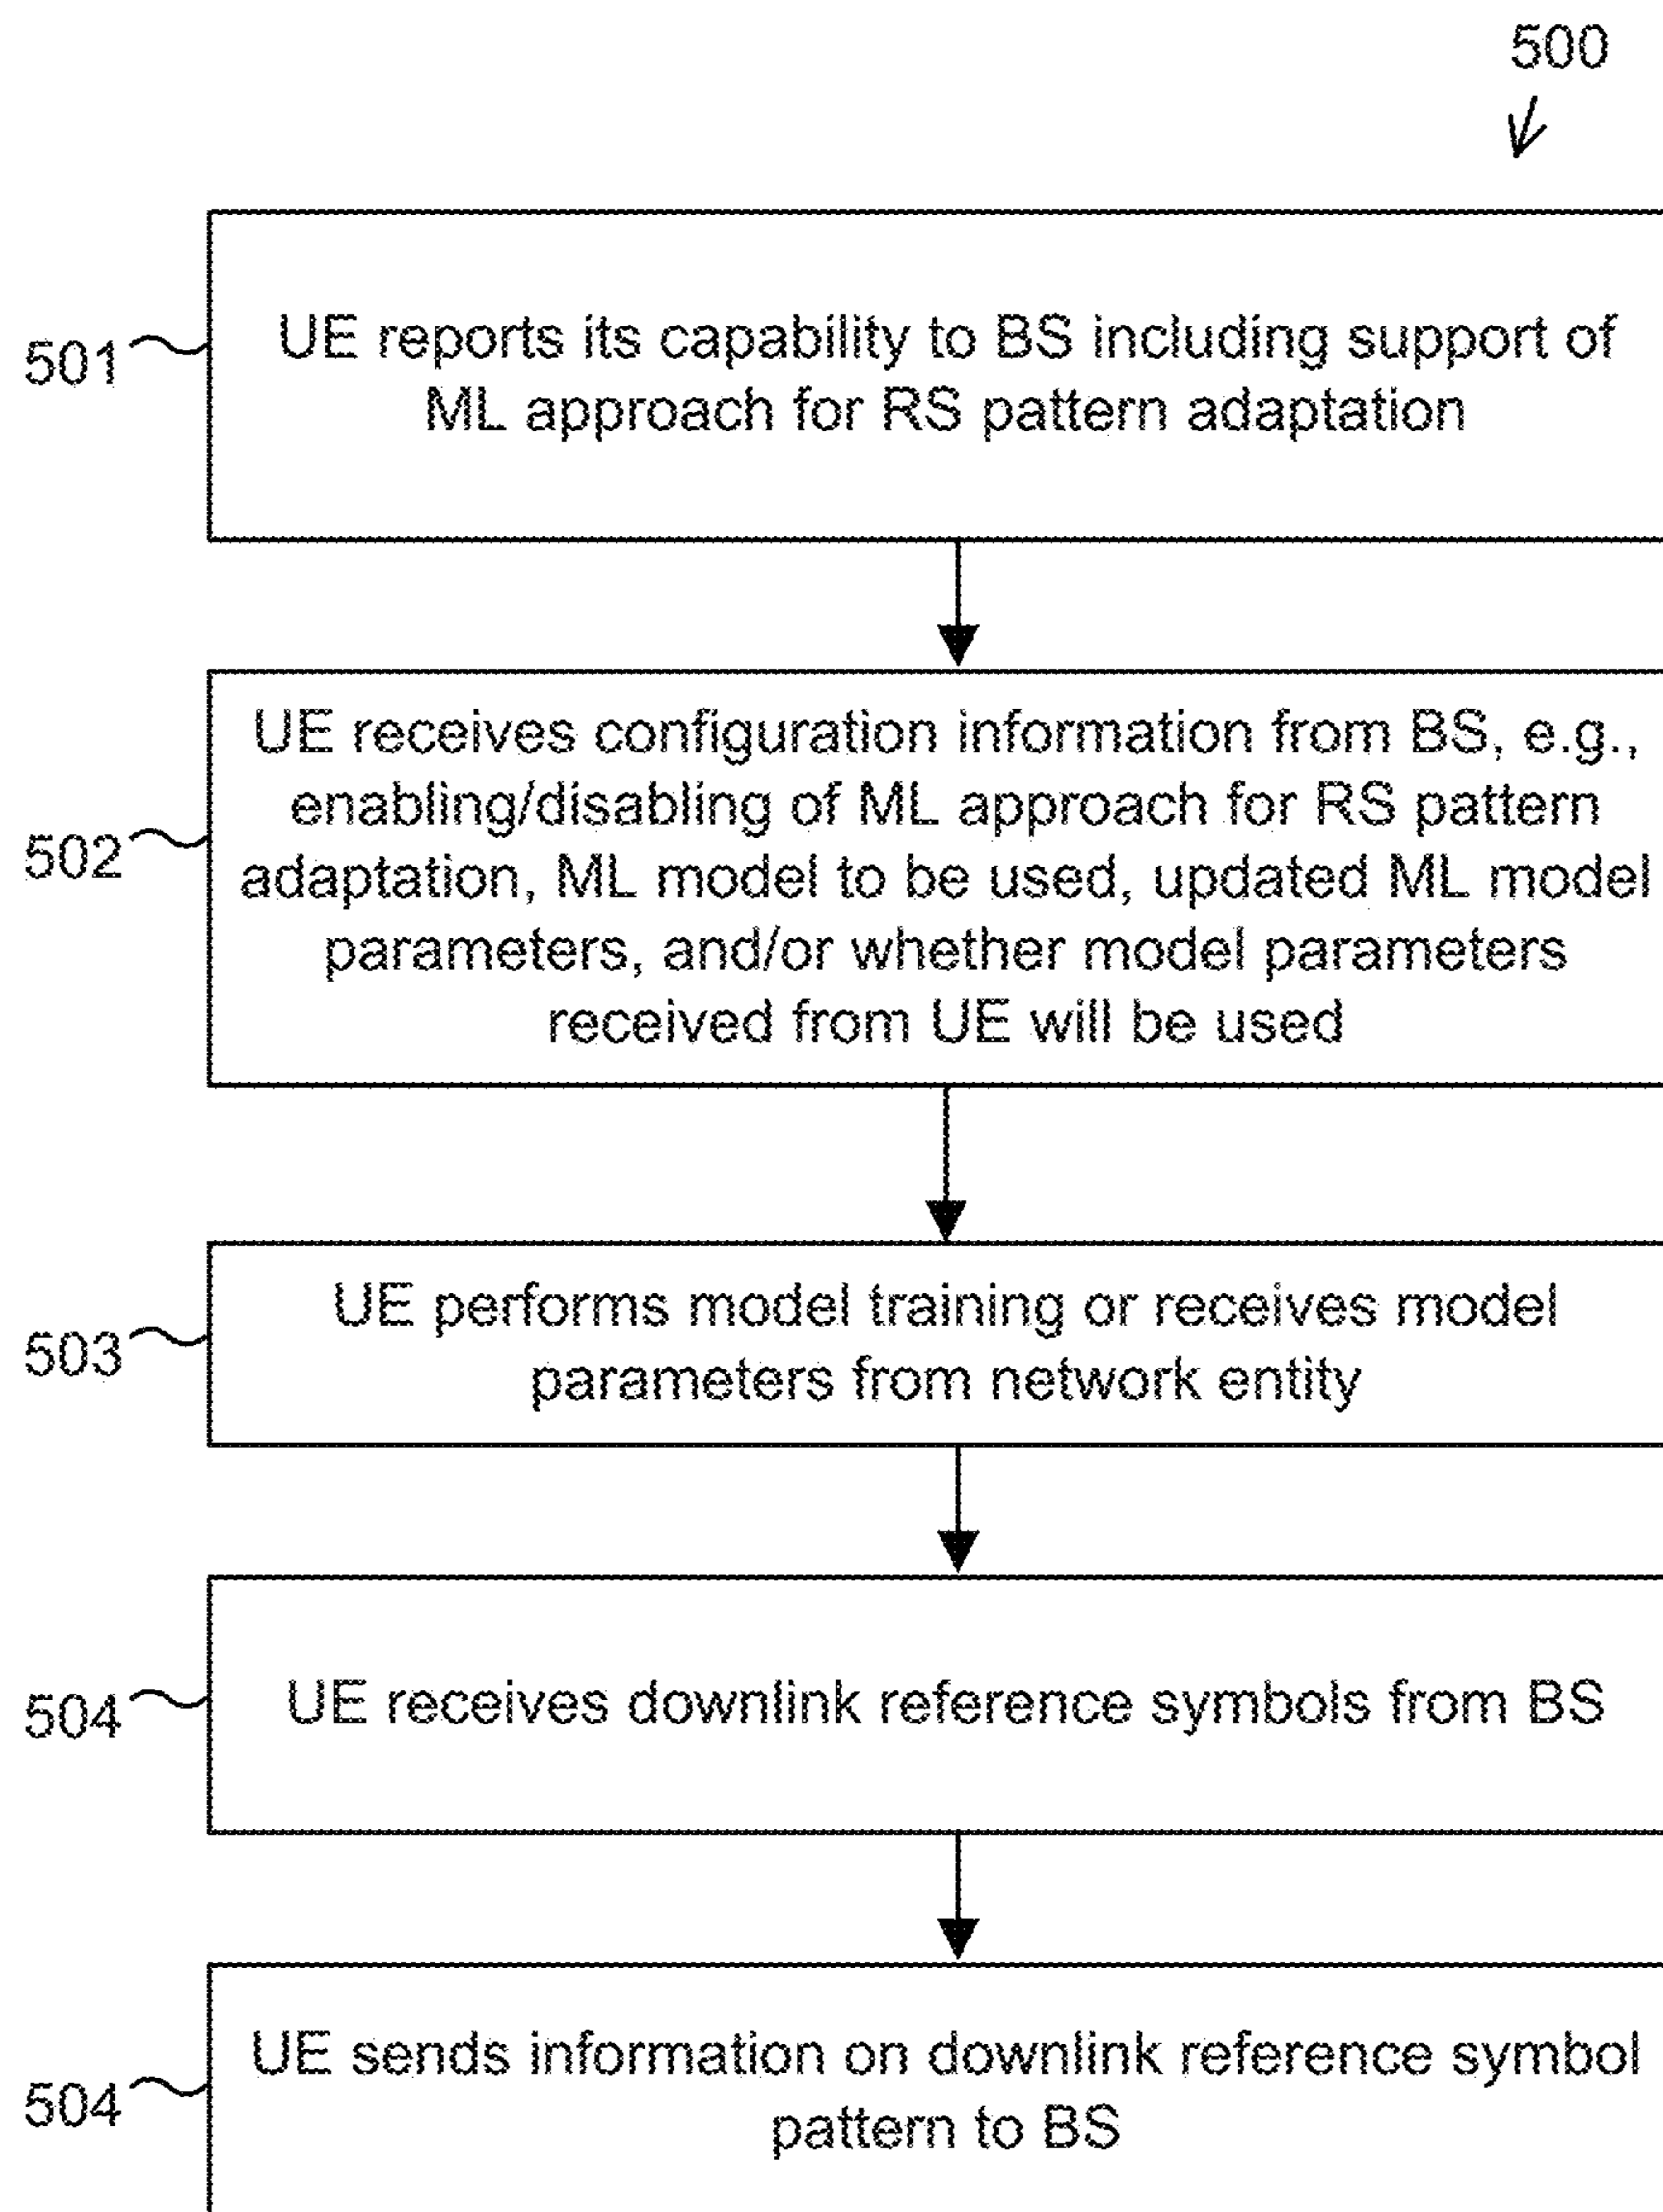 500
501
UE reports its capability to BS including support of
ML approach for RS pattern adaptation
502
UE receives configuration information from BS, e.g.,
enabling/disabling of ML approach for RS pattern
adaptation, ML model to be used, updated ML model
parameters, and/or whether model parameters
received from UE will be used
503
UE performs model training or receives model
parameters from network entity
504
UE receives downlink reference symbols from BS
504
UE sends information on downlink reference symbol
pattern to BS